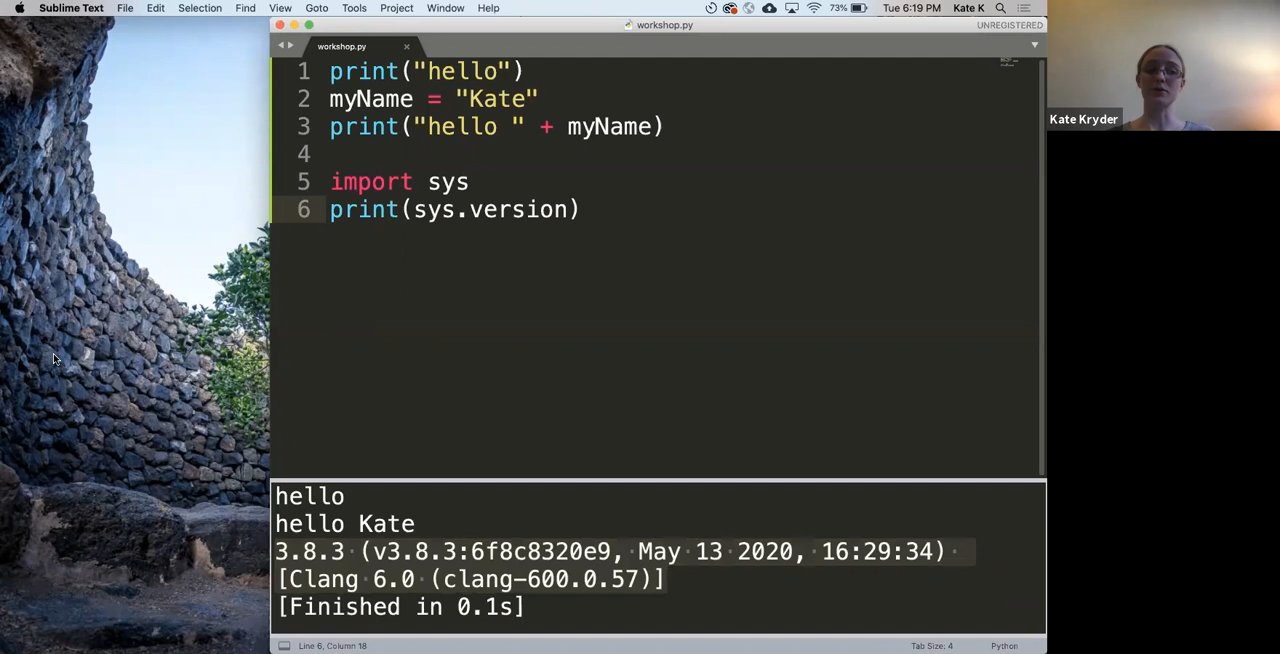 Sublime Text File Edit Selection Find View Goto Tools Project Window Help 73% Tue 6:19 PM Kate K
workshop.py UNREGISTERED
workshop.py
1 print("hello")
2 myName = "Kate"
3 print("hello " + myName)
4
5 import sys
6 print(sys.version)
Kate Kryder
hello
hello Kate
3.8.3 (v3.8.3:6f8c8320e9, May 13 2020, 16:29:34)
[Clang 6.0 (clang-600.0.57)]
[Finished in 0.1s]
Line 6, Column 18 Tab Size: 4 Python